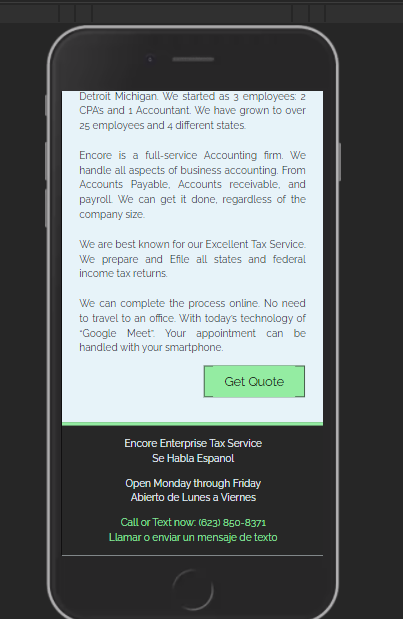 Detroit Michigan. We started as 3 employees: 2
CPA's and 1 Accountant. We have grown to over
25 employees and 4 different states.
Encore is a full-service Accounting firm. We
handle all aspects of business accounting. From
Accounts Payable, Accounts receivable, and
payroll. We can get it done, regardless of the
company size.
We are best known for our Excellent Tax Service.
We prepare and Efile all states and federal
income tax returns.
We can complete the process online. No need
to travel to an office. With today's technology of
"Google Meet". Your appointment can be
handled with your smartphone.
Get Quote
Encore Enterprise Tax Service
Se Habla Espanol
Open Monday through Friday
Abierto de Lunes a Viernes
Call or Text now: (623) 850-8371
Llamar o enviar un mensaje de texto